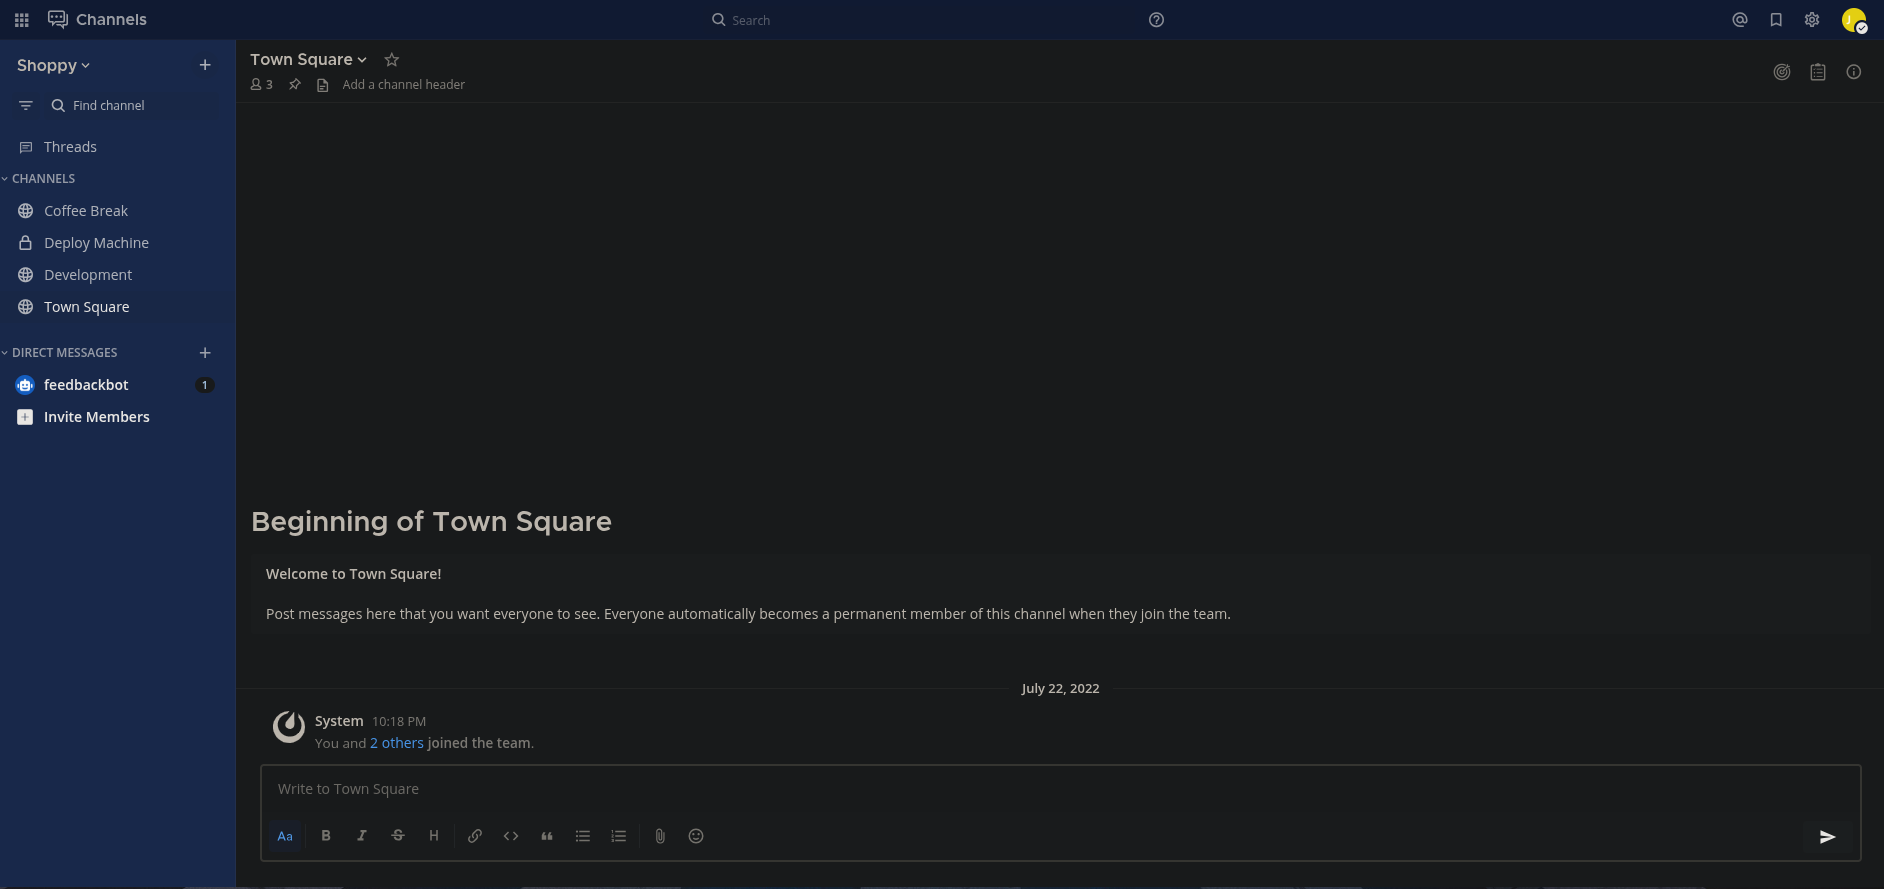 Channels
Search
J
Shoppy
Find channel
Threads
CHANNELS
Coffee Break
Deploy Machine
Development
Town Square
DIRECT MESSAGES
feedbackbot 1
Invite Members
Town Square
3 Add a channel header
Beginning of Town Square
Welcome to Town Square!
Post messages here that you want everyone to see. Everyone automatically becomes a permanent member of this channel when they join the team.
July 22, 2022
System 10:18 PM
You and 2 others joined the team.
Write to Town Square
Aa B I S H